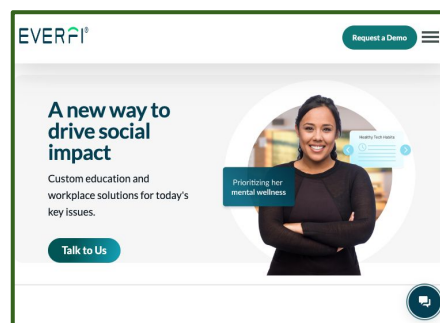 EVERFI®
Request a Demo
A new way to
drive social
impact
Custom education and
workplace solutions for today's
key issues.
Talk to Us
Healthy Tech Habits
Prioritizing her
mental wellness